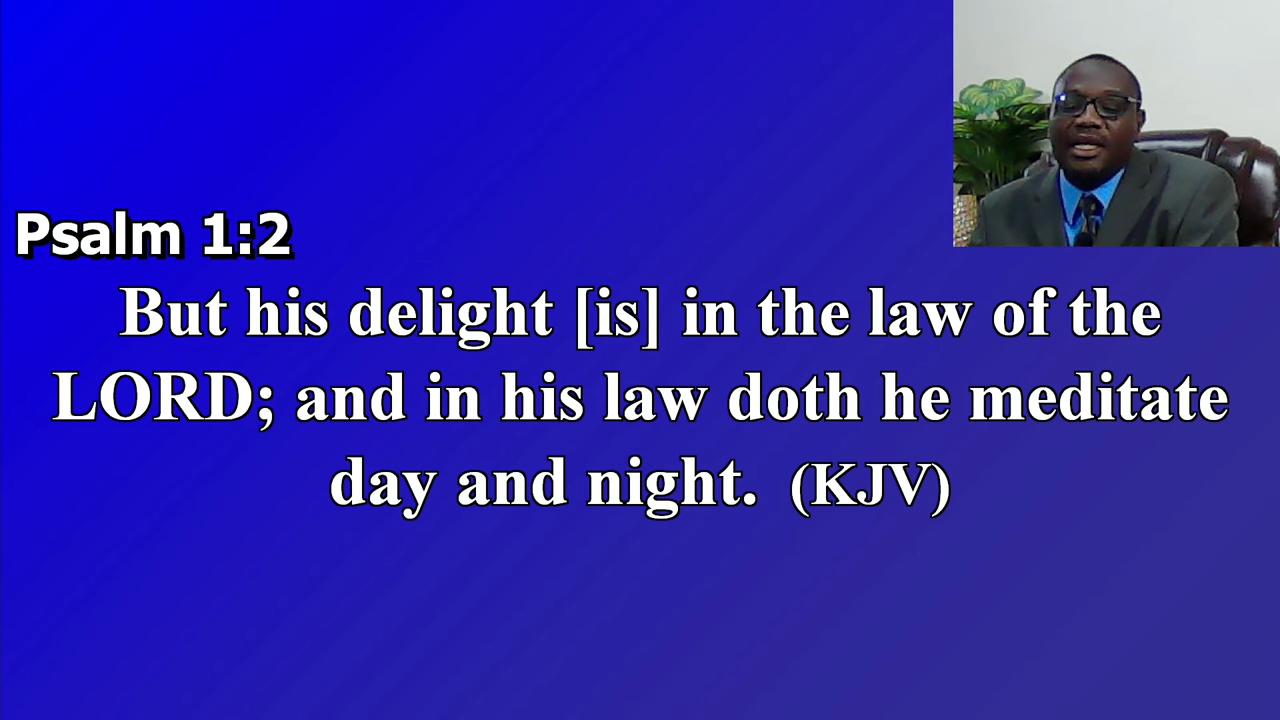 Psalm 1:2
But his delight [is] in the law of the
LORD; and in his law doth he meditate
day and night. (KJV)